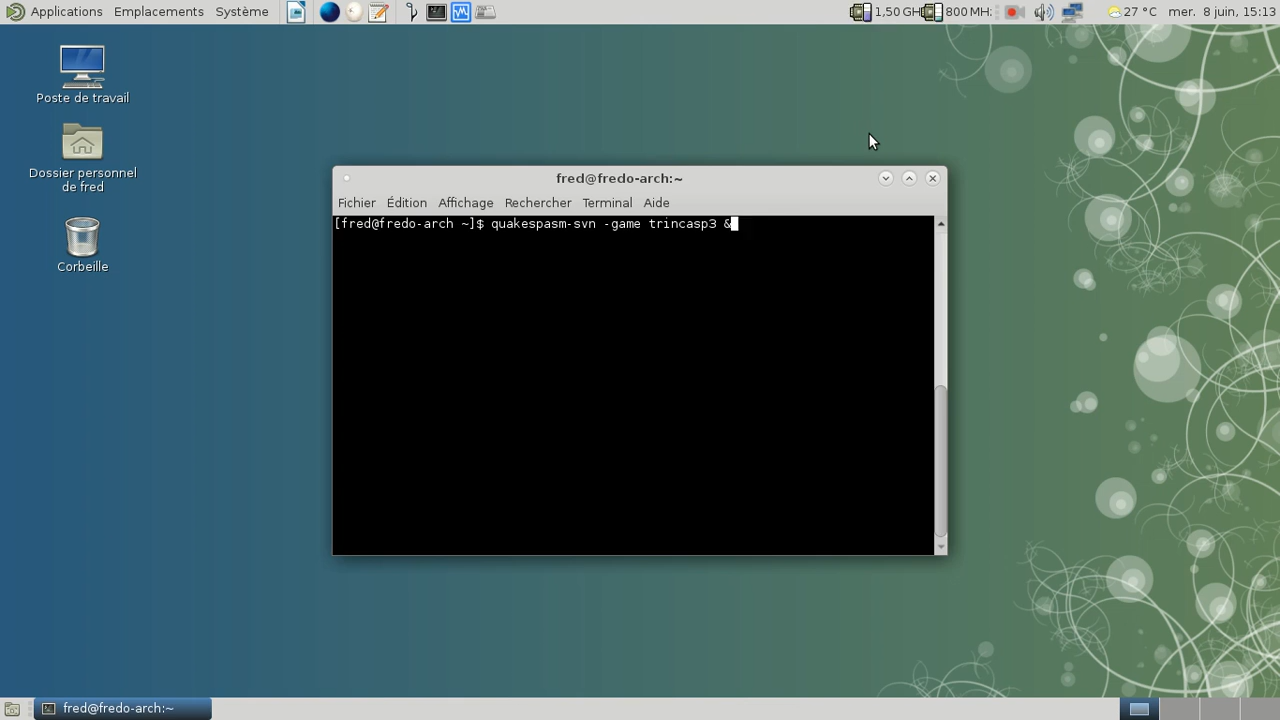 Applications Emplacements Système 1,50 GH 800 MH: 27 °C mer. 8 juin, 15:13
Poste de travail
Dossier personnel
de fred
Corbeille
fred@fredo-arch:~
Fichier Édition Affichage Rechercher Terminal Aide
[fred@fredo-arch ~]$ quakespasm-svn -game trincasp3 &
fred@fredo-arch:~